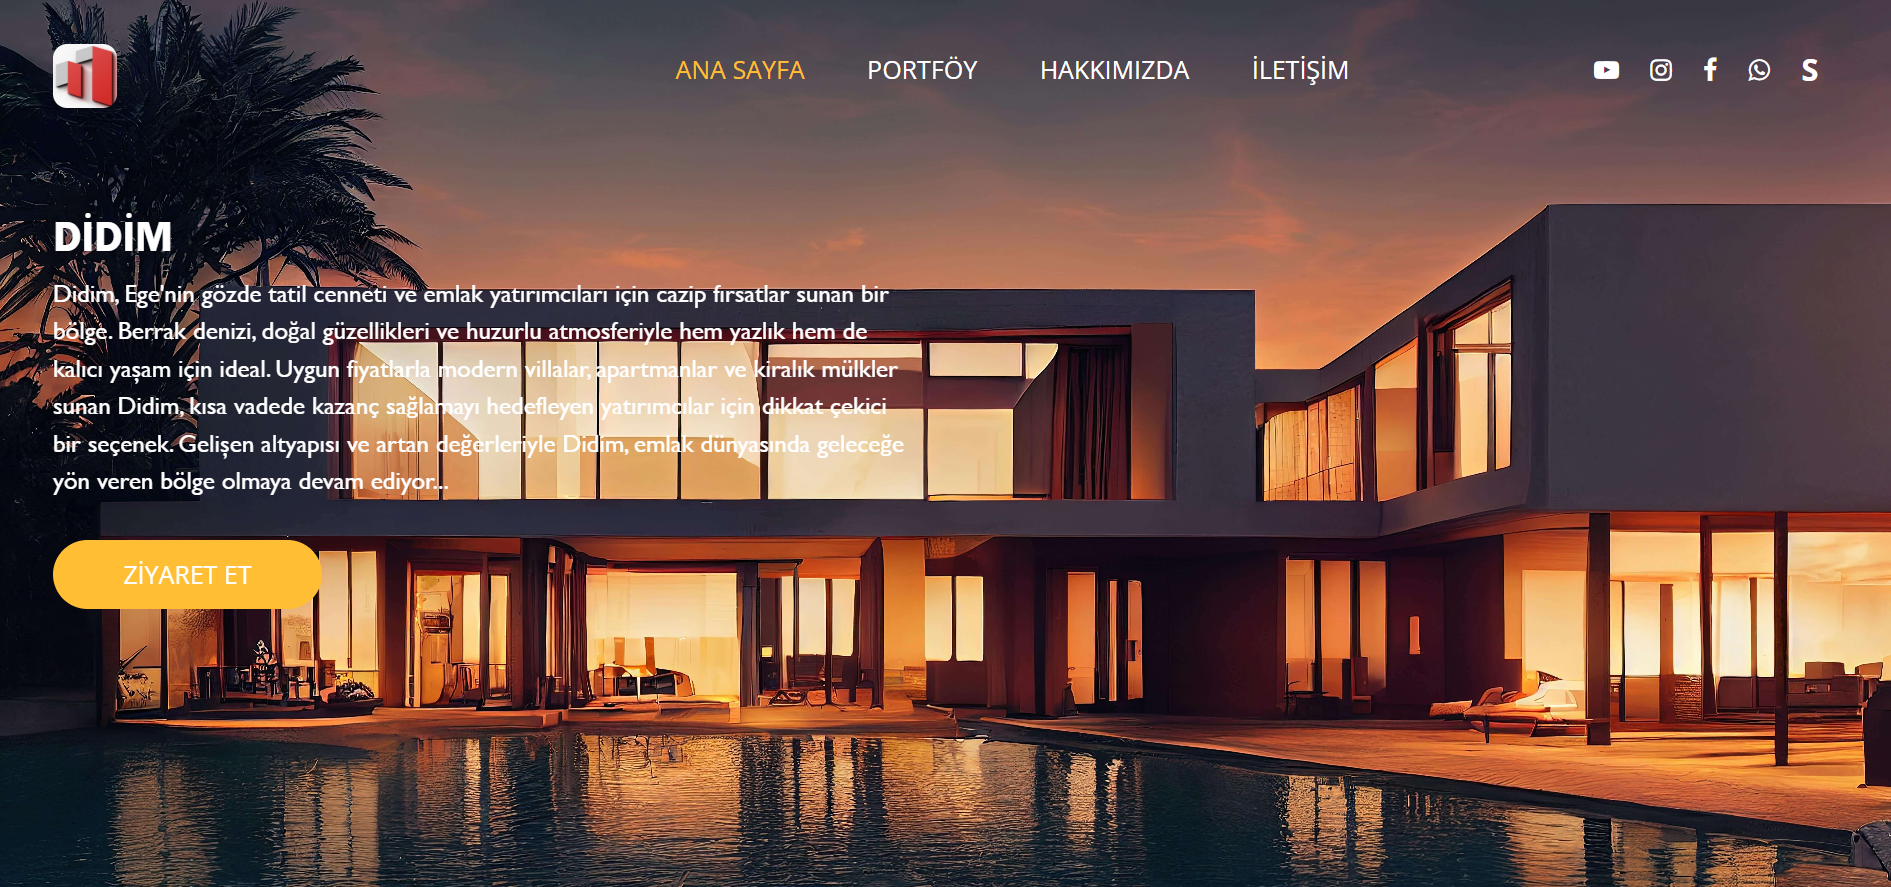 ANA SAYFA PORTFÖY HAKKIMIZDA İLETİŞİM S
DİDİM
Didim, Ege'nin gözde tatil cenneti ve emlak yatırımcıları için cazip fırsatlar sunan bir
bölge. Berrak denizi, doğal güzellikleri ve huzurlu atmosferiyle hem yazlık hem de
kalıcı yaşam için ideal. Uygun fiyatlarla modern villalar, apartmanlar ve kiralık mülkler
sunan Didim, kısa vadede kazanç sağlamayı hedefleyen yatırımcılar için dikkat çekici
bir seçenek. Gelişen altyapısı ve artan değerleriyle Didim, emlak dünyasında geleceğe
yön veren bölge olmaya devam ediyor...
ZİYARET ET